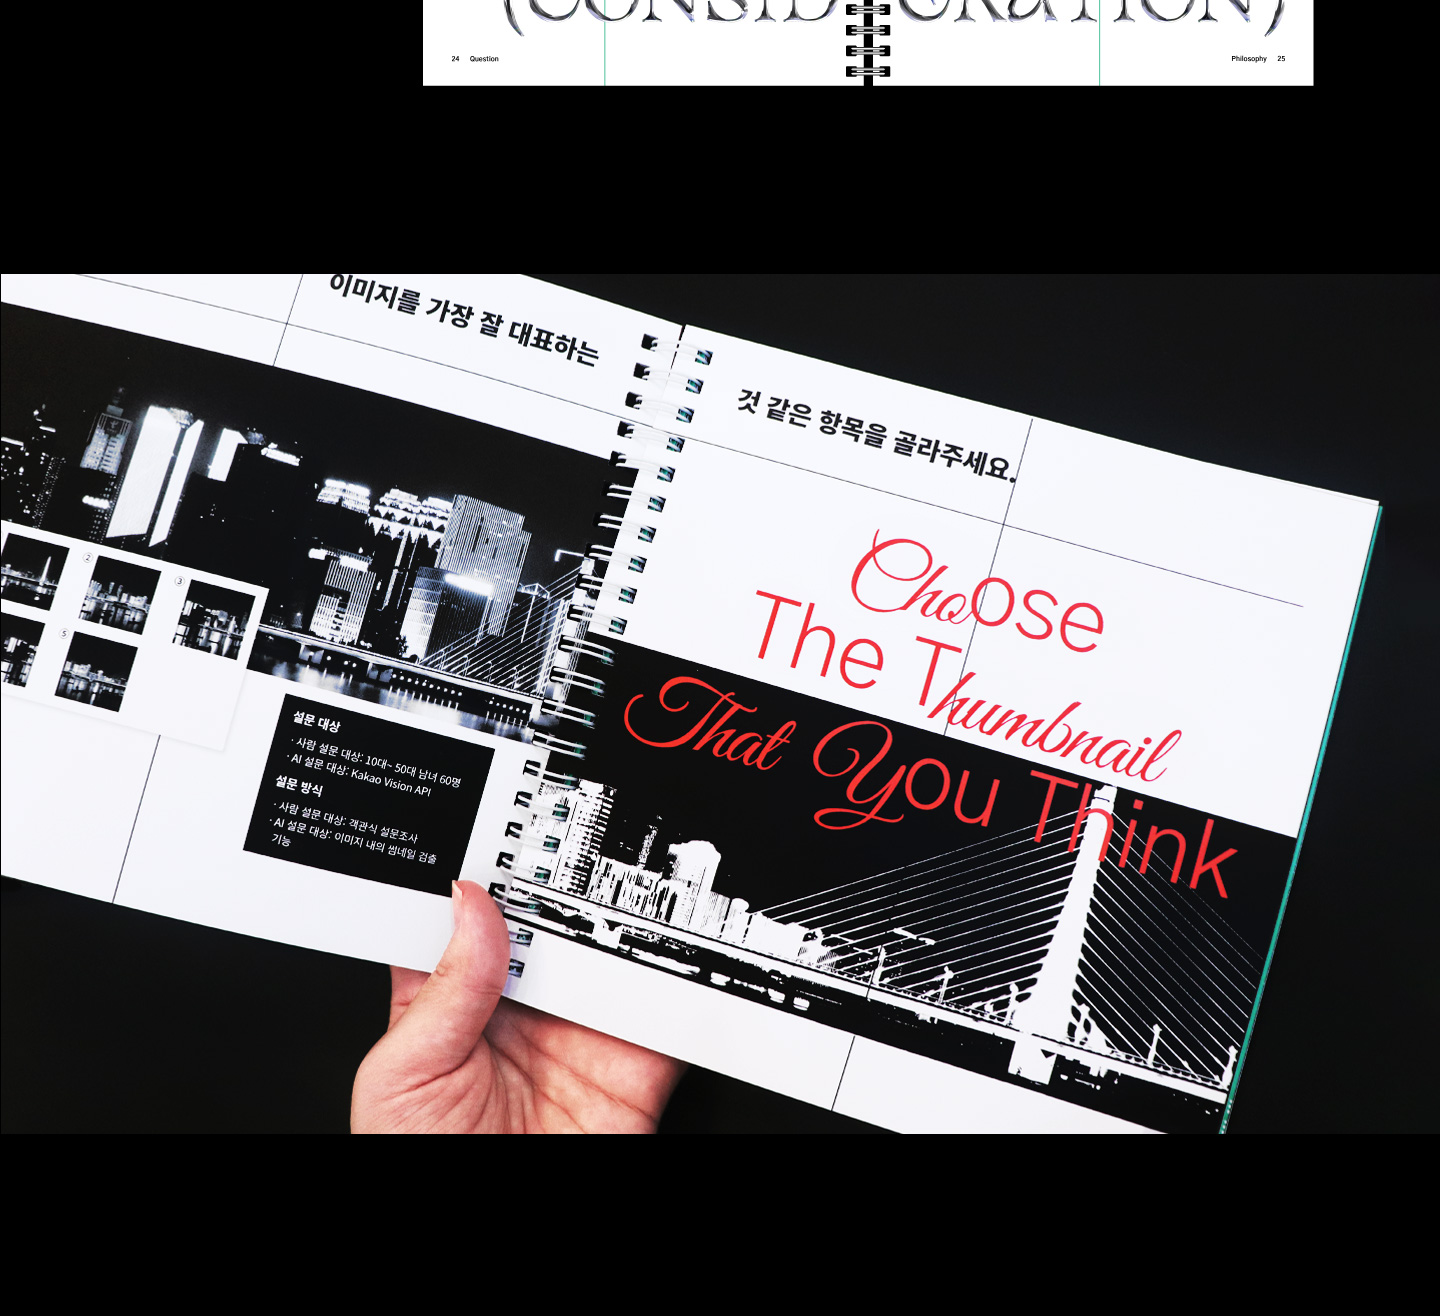 (CONSIDERATION)
24 Question
Philosophy 25
이미지를 가장 잘 대표하는
것 같은 항목을 골라주세요.
Choose
The Thumbnail
That You Think
②
③
⑤
설문 대상
· 사람 설문 대상: 10대~ 50대 남녀 60명
· AI 설문 대상: Kakao Vision API
설문 방식
· 사람 설문 대상: 객관식 설문조사
· AI 설문 대상: 이미지 내의 썸네일 검출
기능